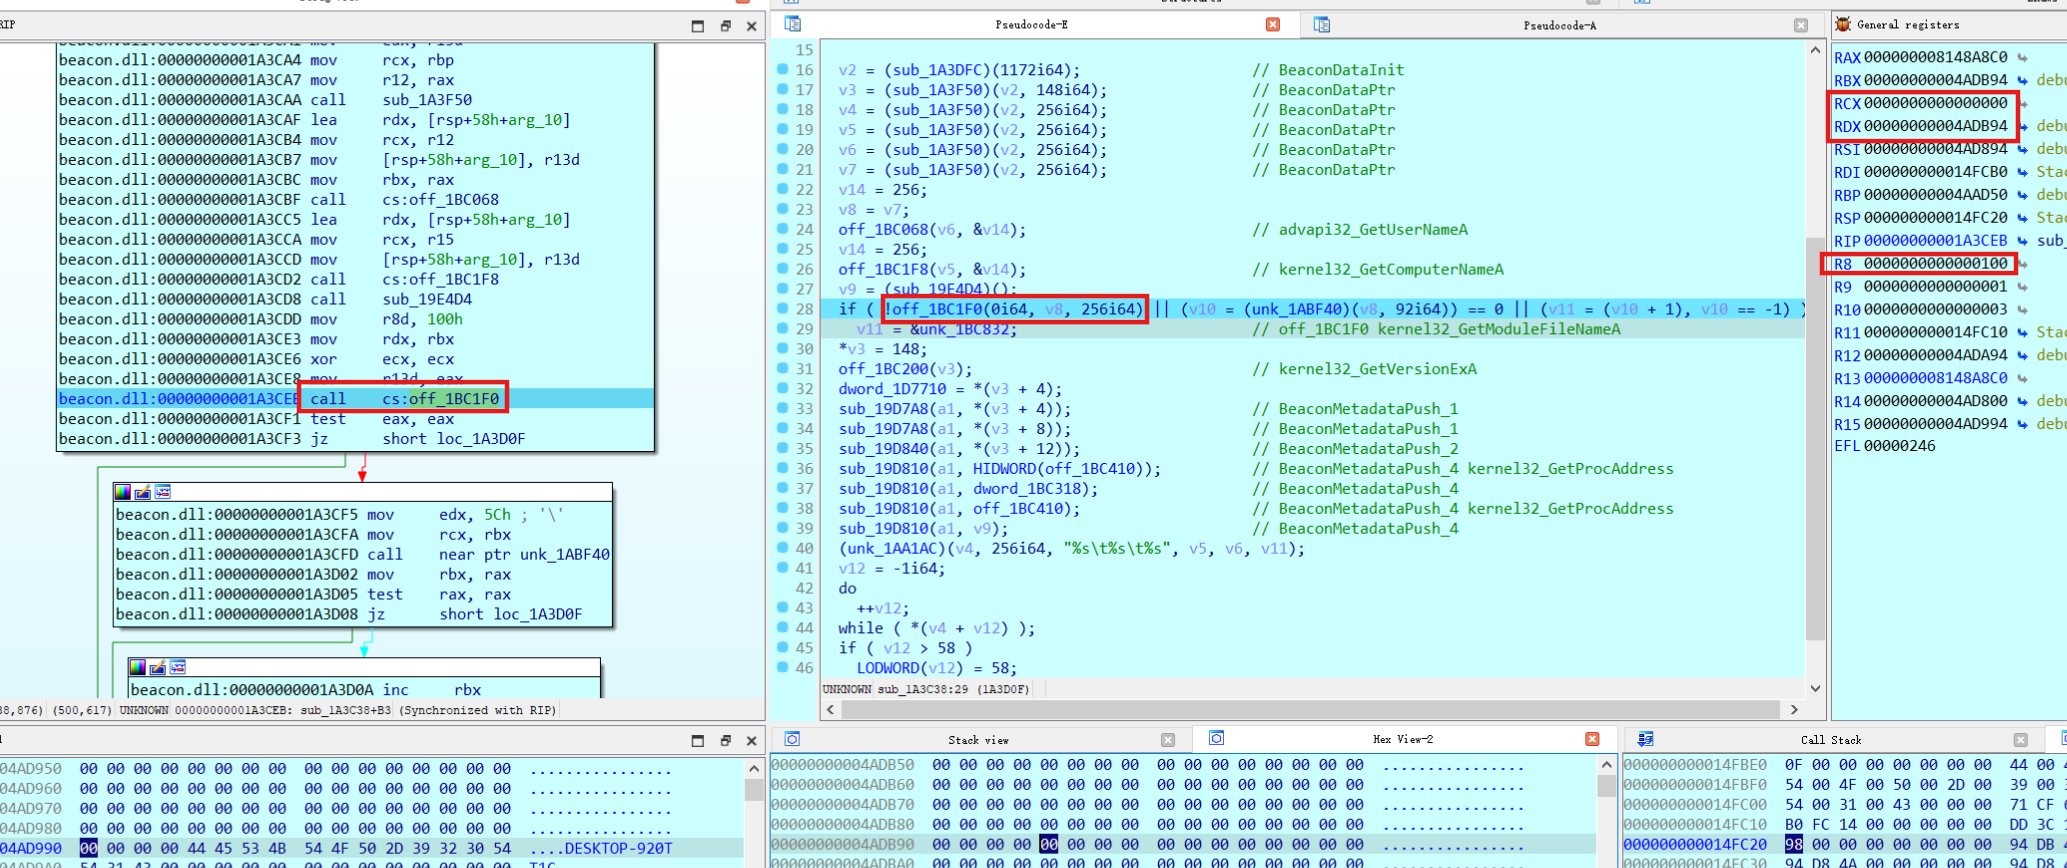 RIP
Pseudocode-E
Pseudocode-A
General registers
beacon.dll:00000000001A3CA4 mov rcx, rbp
beacon.dll:00000000001A3CA7 mov r12, rax
beacon.dll:00000000001A3CAA call sub_1A3F50
beacon.dll:00000000001A3CAF lea rdx, [rsp+58h+arg_10]
beacon.dll:00000000001A3CB4 mov rcx, r12
beacon.dll:00000000001A3CB7 mov [rsp+58h+arg_10], r13d
beacon.dll:00000000001A3CBC mov rbx, rax
beacon.dll:00000000001A3CBF call cs:off_1BC068
beacon.dll:00000000001A3CC5 lea rdx, [rsp+58h+arg_10]
beacon.dll:00000000001A3CCA mov rcx, r15
beacon.dll:00000000001A3CCD mov [rsp+58h+arg_10], r13d
beacon.dll:00000000001A3CD2 call cs:off_1BC1F8
beacon.dll:00000000001A3CD8 call sub_19E4D4
beacon.dll:00000000001A3CDD mov r8d, 100h
beacon.dll:00000000001A3CE3 mov rdx, rbx
beacon.dll:00000000001A3CE6 xor ecx, ecx
beacon.dll:00000000001A3CE8 mov r13d, eax
beacon.dll:00000000001A3CEB call cs:off_1BC1F0
beacon.dll:00000000001A3CF1 test eax, eax
beacon.dll:00000000001A3CF3 jz short loc_1A3D0F
beacon.dll:00000000001A3CF5 mov edx, 5Ch ; '\'
beacon.dll:00000000001A3CFA mov rcx, rbx
beacon.dll:00000000001A3CFD call near ptr unk_1ABF40
beacon.dll:00000000001A3D02 mov rbx, rax
beacon.dll:00000000001A3D05 test rax, rax
beacon.dll:00000000001A3D08 jz short loc_1A3D0F
beacon.dll:00000000001A3D0A inc rbx
38,876) (500,617) UNKNOWN 00000000001A3CEB: sub_1A3C38+B3 (Synchronized with RIP)
15
16 v2 = (sub_1A3DFC)(1172i64); // BeaconDataInit
17 v3 = (sub_1A3F50)(v2, 148i64); // BeaconDataPtr
18 v4 = (sub_1A3F50)(v2, 256i64); // BeaconDataPtr
19 v5 = (sub_1A3F50)(v2, 256i64); // BeaconDataPtr
20 v6 = (sub_1A3F50)(v2, 256i64); // BeaconDataPtr
21 v7 = (sub_1A3F50)(v2, 256i64); // BeaconDataPtr
22 v14 = 256;
23 v8 = v7;
24 off_1BC068(v6, &v14); // advapi32_GetUserNameA
25 v14 = 256;
26 off_1BC1F8(v5, &v14); // kernel32_GetComputerNameA
27 v9 = (sub_19E4D4)();
28 if ( !off_1BC1F0(0i64, v8, 256i64) || (v10 = (unk_1ABF40)(v8, 92i64)) == 0 || (v11 = (v10 + 1), v10 == -1) )
29 v11 = &unk_1BC832; // off_1BC1F0 kernel32_GetModuleFileNameA
30 *v3 = 148;
31 off_1BC200(v3); // kernel32_GetVersionExA
32 dword_1D7710 = *(v3 + 4);
33 sub_19D7A8(a1, *(v3 + 4)); // BeaconMetadataPush_1
34 sub_19D7A8(a1, *(v3 + 8)); // BeaconMetadataPush_1
35 sub_19D840(a1, *(v3 + 12)); // BeaconMetadataPush_2
36 sub_19D810(a1, HIDWORD(off_1BC410)); // BeaconMetadataPush_4 kernel32_GetProcAddress
37 sub_19D810(a1, dword_1BC318); // BeaconMetadataPush_4
38 sub_19D810(a1, off_1BC410); // BeaconMetadataPush_4 kernel32_GetProcAddress
39 sub_19D810(a1, v9); // BeaconMetadataPush_4
40 (unk_1AA1AC)(v4, 256i64, "%s\t%s\t%s", v5, v6, v11);
41 v12 = -1i64;
42 do
43 ++v12;
44 while ( *(v4 + v12) );
45 if ( v12 > 58 )
46 LODWORD(v12) = 58;
UNKNOWN sub_1A3C38:29 (1A3D0F)
RAX 000000008148A8C0
RBX 00000000004ADB94 debu
RCX 0000000000000000
RDX 00000000004ADB94 debu
RSI 00000000004AD894 debu
RDI 000000000014FCB0 Stac
RBP 00000000004AAD50 debu
RSP 000000000014FC20 Stac
RIP 00000000001A3CEB sub_
R8 0000000000000100
R9 0000000000000001
R10 0000000000000003
R11 000000000014FC10 Stac
R12 00000000004ADA94 debu
R13 000000008148A8C0
R14 00000000004AD800 debu
R15 00000000004AD994 debu
EFL 00000246
04AD950 00 00 00 00 00 00 00 00 00 00 00 00 00 00 00 00 ................
04AD960 00 00 00 00 00 00 00 00 00 00 00 00 00 00 00 00 ................
04AD970 00 00 00 00 00 00 00 00 00 00 00 00 00 00 00 00 ................
04AD980 00 00 00 00 00 00 00 00 00 00 00 00 00 00 00 00 ................
04AD990 00 00 00 00 44 45 53 4B 54 4F 50 2D 39 32 30 54 ....DESKTOP-920T
Stack view
Hex View-2
00000000004ADB50 00 00 00 00 00 00 00 00 00 00 00 00 00 00 00 00 ................
00000000004ADB60 00 00 00 00 00 00 00 00 00 00 00 00 00 00 00 00 ................
00000000004ADB70 00 00 00 00 00 00 00 00 00 00 00 00 00 00 00 00 ................
00000000004ADB80 00 00 00 00 00 00 00 00 00 00 00 00 00 00 00 00 ................
00000000004ADB90 00 00 00 00 00 00 00 00 00 00 00 00 00 00 00 00 ................
Call Stack
000000000014FBE0 0F 00 00 00 00 00 00 00 44 00
000000000014FBF0 54 00 4F 00 50 00 2D 00 39 00
000000000014FC00 54 00 31 00 43 00 00 00 71 CF
000000000014FC10 B0 FC 14 00 00 00 00 00 DD 3C
000000000014FC20 98 00 00 00 00 00 00 00 94 DB